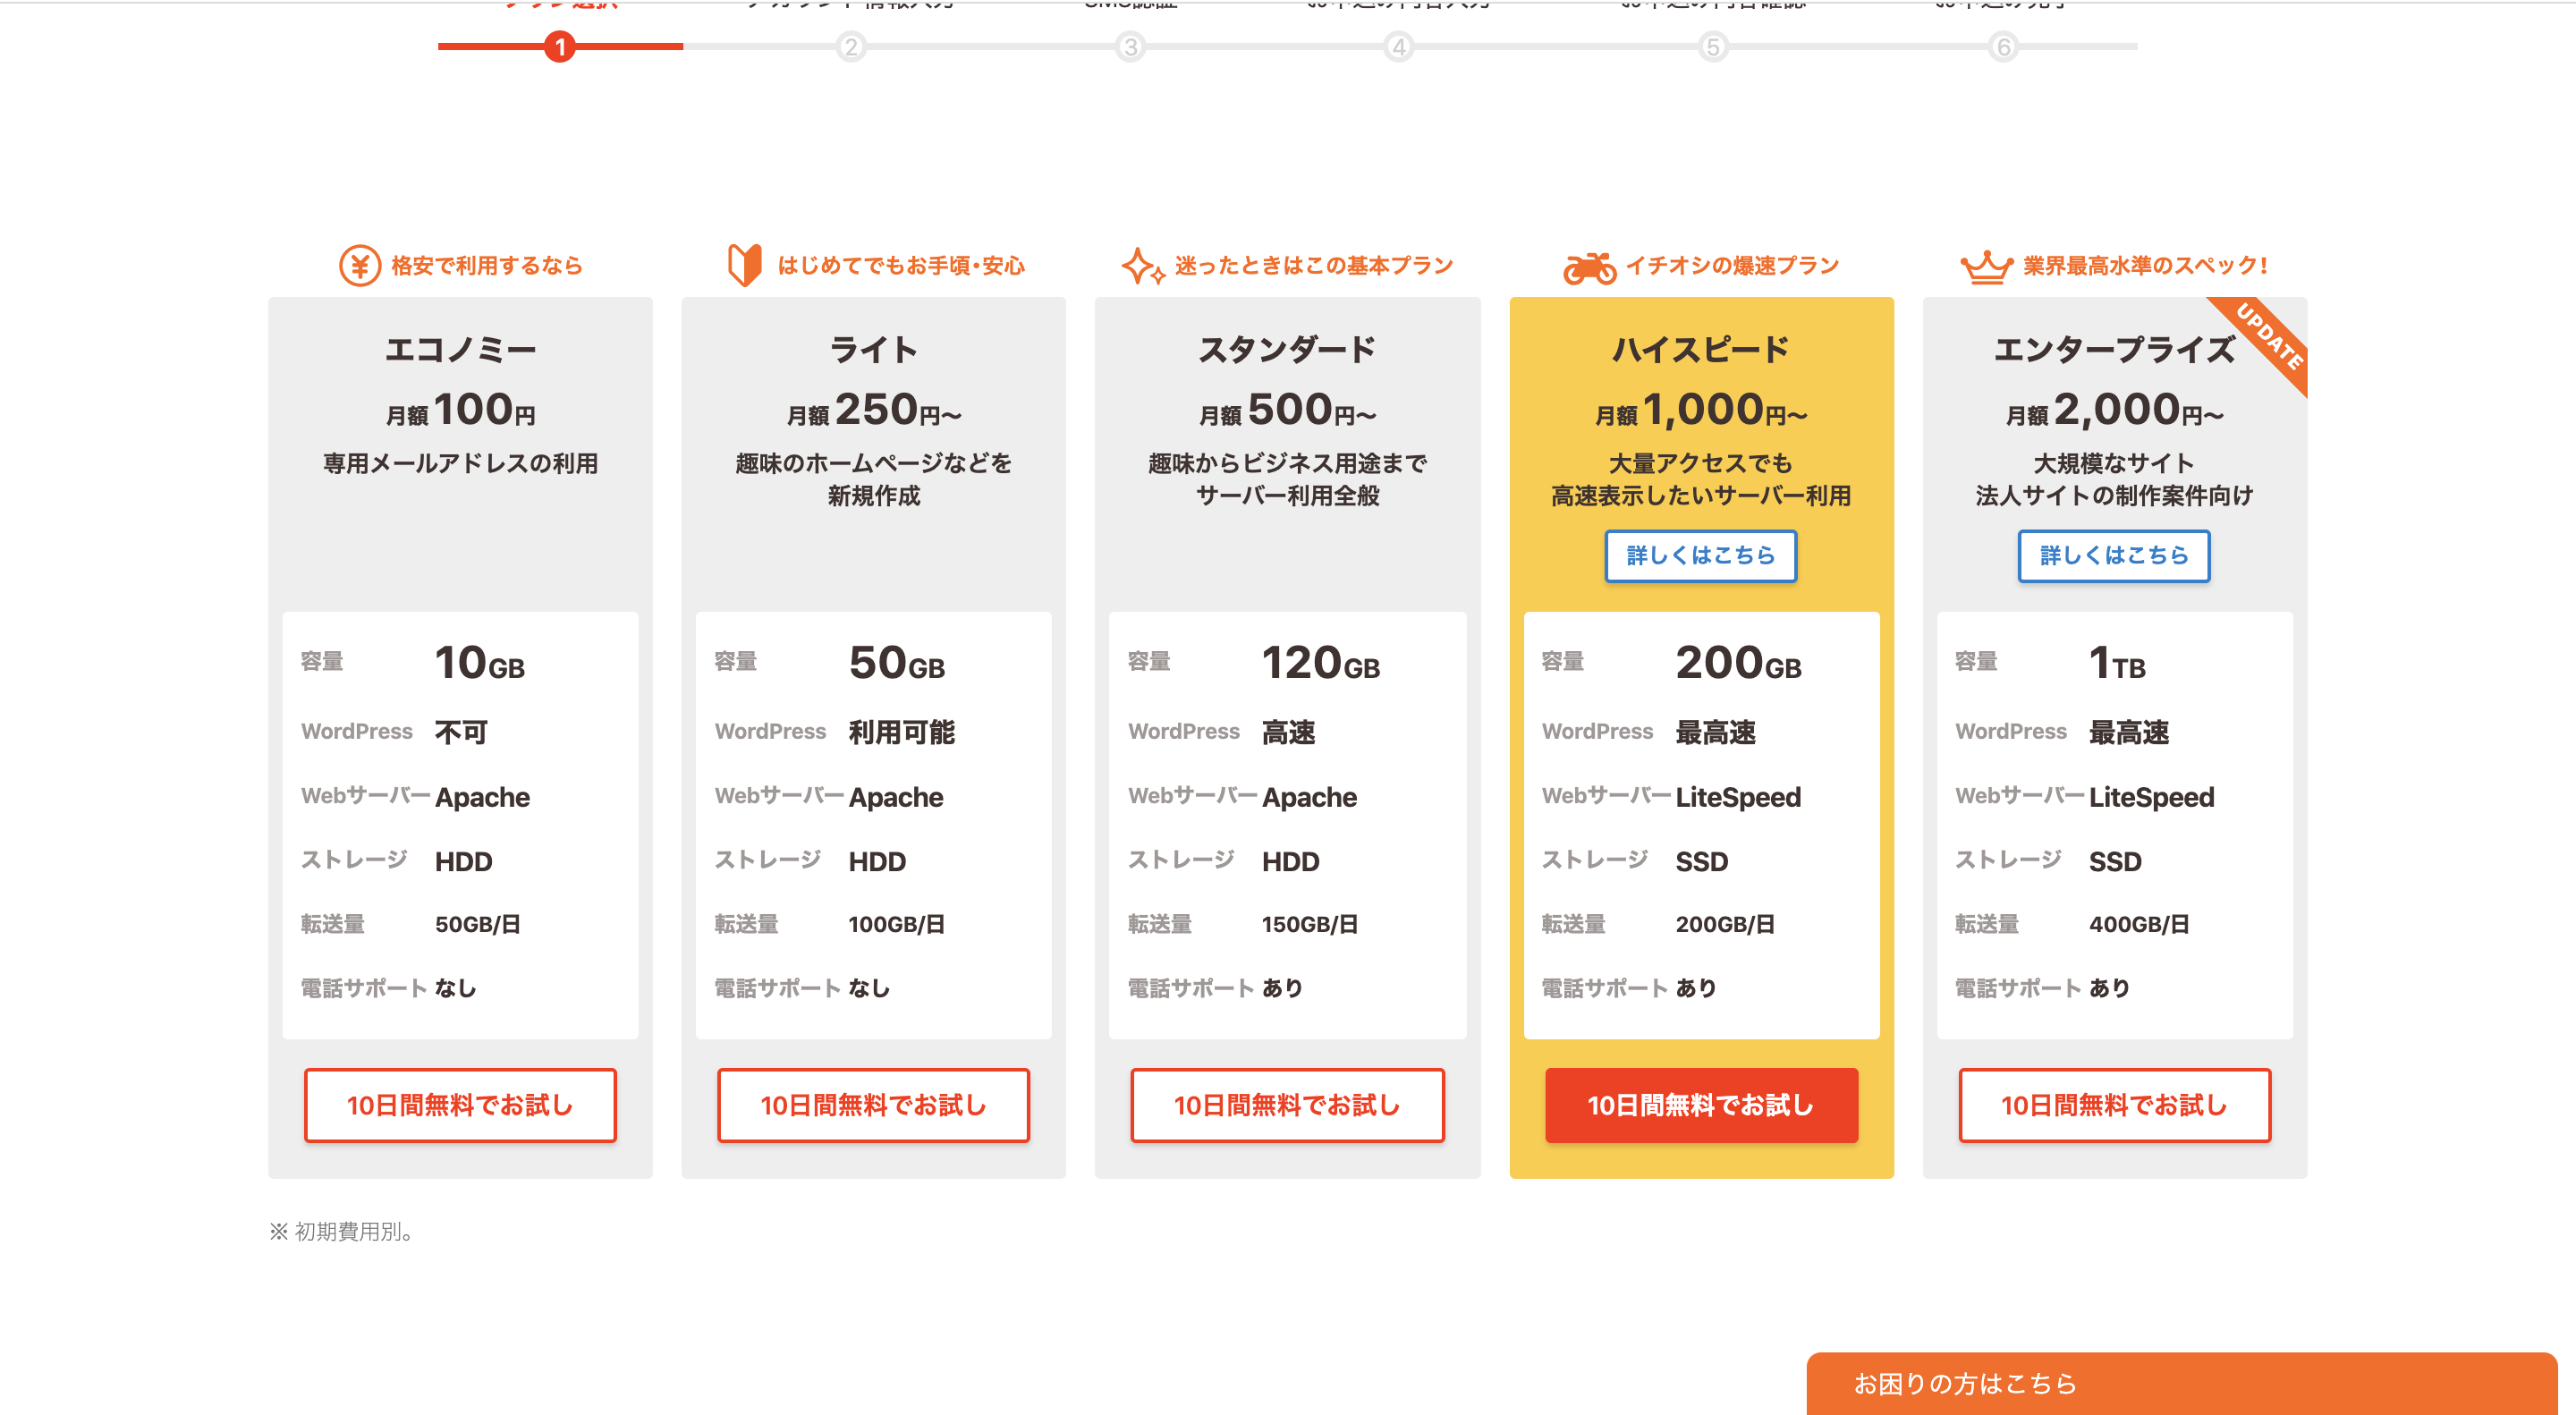 1
2
3
4
5
6
格安で利用するなら
エコノミー
月額100円
専用メールアドレスの利用
容量 10GB
WordPress 不可
Webサーバー Apache
ストレージ HDD
転送量 50GB/日
電話サポート なし
10日間無料でお試し
はじめてでもお手頃・安心
ライト
月額250円〜
趣味のホームページなどを
新規作成
容量 50GB
WordPress 利用可能
Webサーバー Apache
ストレージ HDD
転送量 100GB/日
電話サポート なし
10日間無料でお試し
迷ったときはこの基本プラン
スタンダード
月額500円〜
趣味からビジネス用途まで
サーバー利用全般
容量 120GB
WordPress 高速
Webサーバー Apache
ストレージ HDD
転送量 150GB/日
電話サポート あり
10日間無料でお試し
イチオシの爆速プラン
ハイスピード
月額1,000円〜
大量アクセスでも
高速表示したいサーバー利用
詳しくはこちら
容量 200GB
WordPress 最高速
Webサーバー LiteSpeed
ストレージ SSD
転送量 200GB/日
電話サポート あり
10日間無料でお試し
業界最高水準のスペック!
UPDATE
エンタープライズ
月額2,000円〜
大規模なサイト
法人サイトの制作案件向け
詳しくはこちら
容量 1TB
WordPress 最高速
Webサーバー LiteSpeed
ストレージ SSD
転送量 400GB/日
電話サポート あり
10日間無料でお試し
※ 初期費用別。
お困りの方はこちら